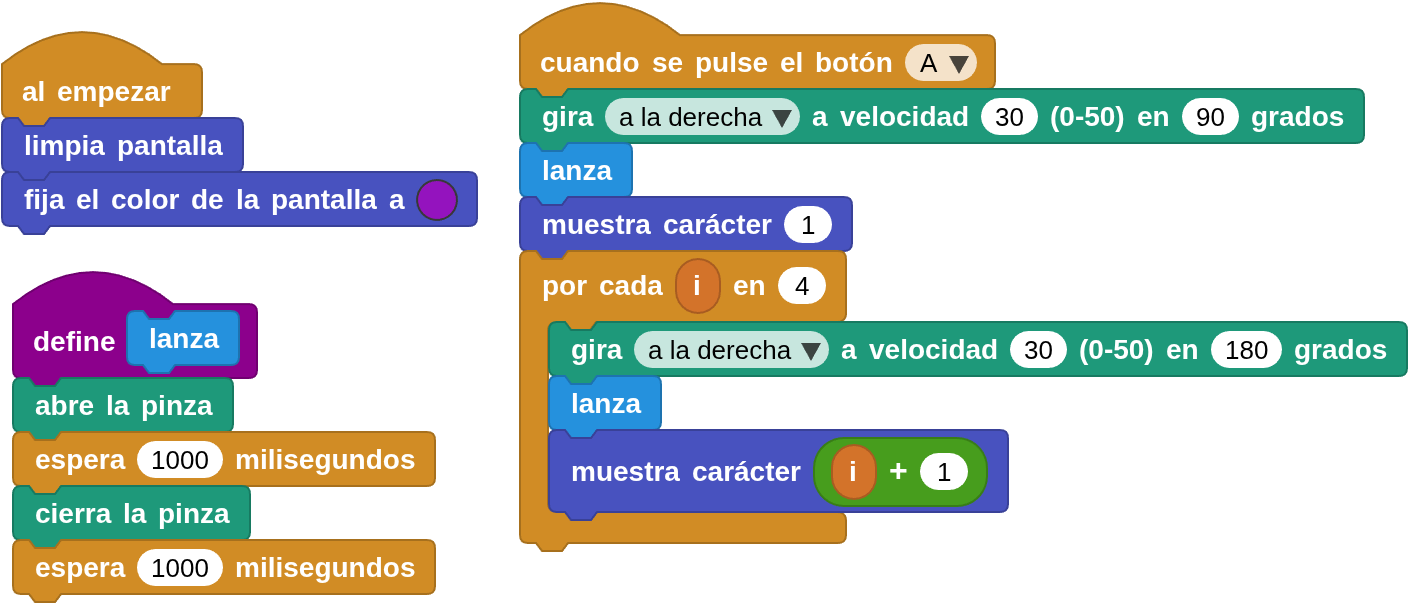 al empezar
limpia pantalla
fija el color de la pantalla a
define lanza
abre la pinza
espera 1000 milisegundos
cierra la pinza
espera 1000 milisegundos
cuando se pulse el botón A
gira a la derecha a velocidad 30 (0-50) en 90 grados
lanza
muestra carácter 1
por cada i en 4
gira a la derecha a velocidad 30 (0-50) en 180 grados
lanza
muestra carácter i + 1